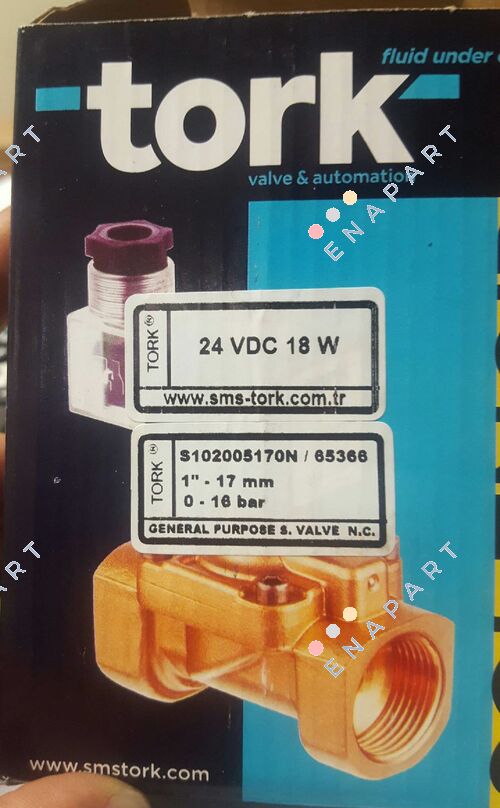 fluid under
tork
valve & automation
ENAPART
TORK ®
24 VDC 18 W
www.sms-tork.com.tr
TORK ®
S102005170N / 65366
1" - 17 mm
0 - 16 bar
GENERAL PURPOSE S. VALVE N.C.
ENAPART
www.smstork.com